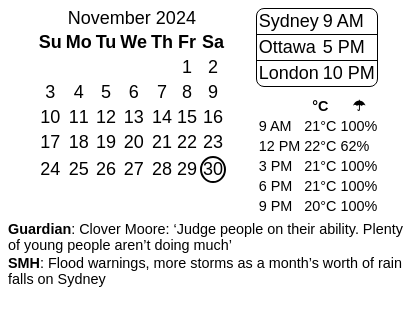 November 2024
Su Mo Tu We Th Fr Sa
1 2
3 4 5 6 7 8 9
10 11 12 13 14 15 16
17 18 19 20 21 22 23
24 25 26 27 28 29 30
Sydney 9 AM
Ottawa 5 PM
London 10 PM
°C ☂
9 AM 21°C 100%
12 PM 22°C 62%
3 PM 21°C 100%
6 PM 21°C 100%
9 PM 20°C 100%
Guardian: Clover Moore: ‘Judge people on their ability. Plenty
of young people aren’t doing much’
SMH: Flood warnings, more storms as a month’s worth of rain
falls on Sydney